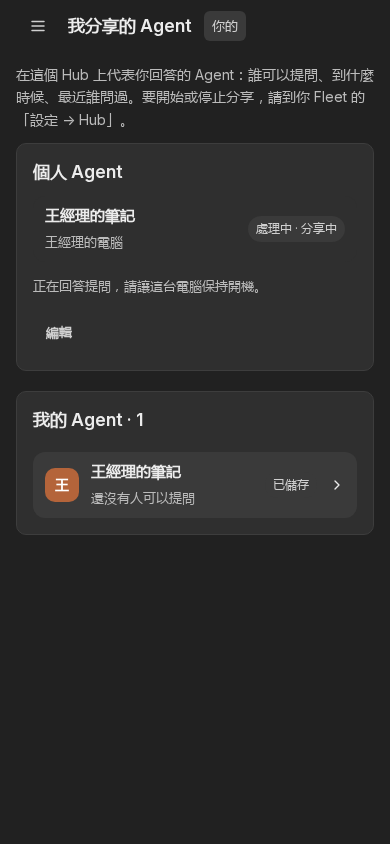 我分享的 Agent 你的
在這個 Hub 上代表你回答的 Agent：誰可以提問、到什麼
時候、最近誰問過。要開始或停止分享，請到你 Fleet 的
「設定 → Hub」。
個人 Agent
王經理的筆記
王經理的電腦
處理中 · 分享中
正在回答提問，請讓這台電腦保持開機。
編輯
我的 Agent · 1
王
王經理的筆記
還沒有人可以提問
已儲存